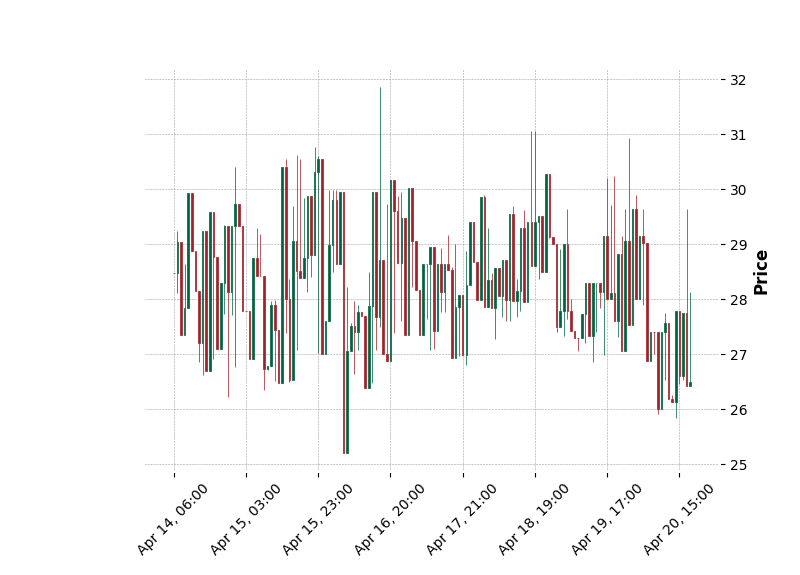 32
31
30
29
28
27
26
25
Price
Apr 14, 06:00
Apr 15, 03:00
Apr 15, 23:00
Apr 16, 20:00
Apr 17, 21:00
Apr 18, 19:00
Apr 19, 17:00
Apr 20, 15:00